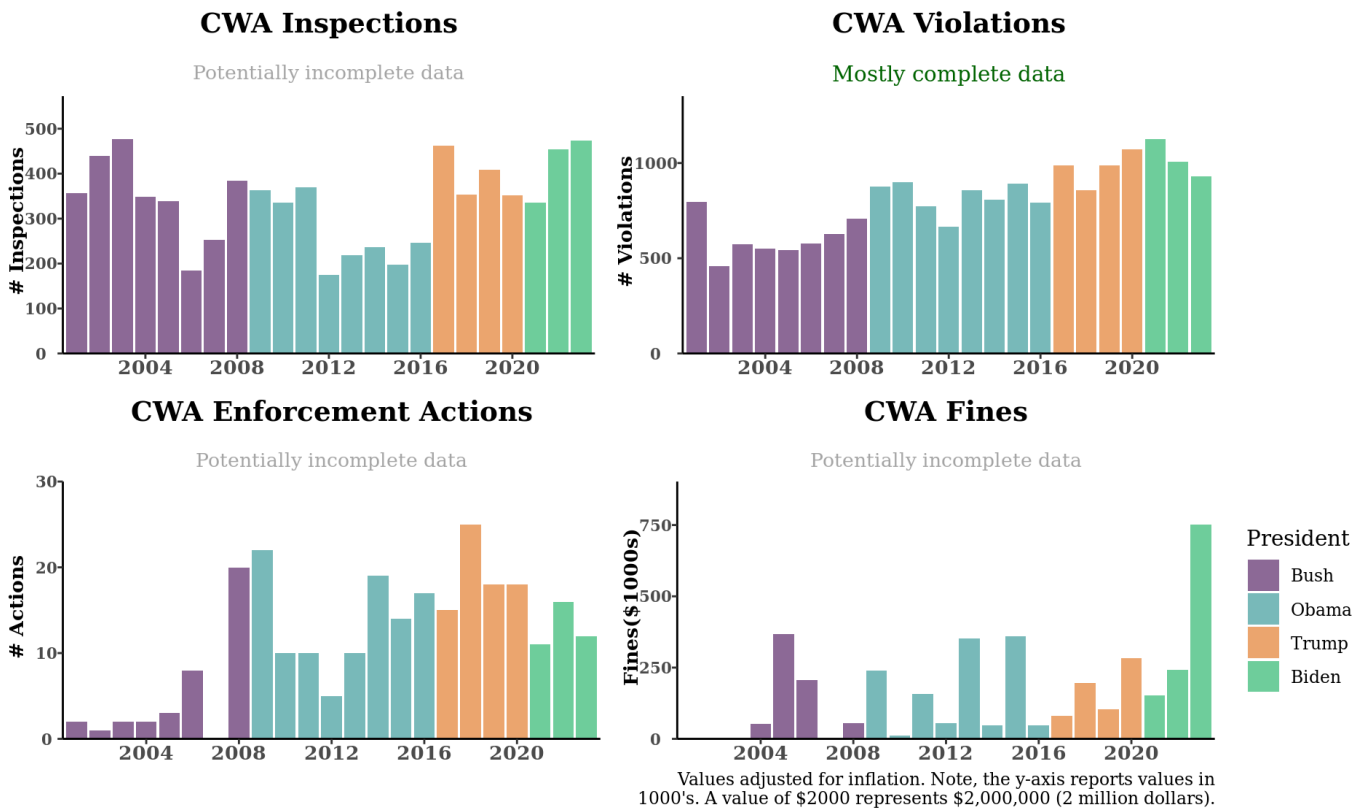 CWA Inspections
Potentially incomplete data
# Inspections
500
400
300
200
100
0
2004
2008
2012
2016
2020
CWA Violations
Mostly complete data
# Violations
1000
500
0
2004
2008
2012
2016
2020
CWA Enforcement Actions
Potentially incomplete data
# Actions
30
20
10
0
2004
2008
2012
2016
2020
CWA Fines
Potentially incomplete data
Fines($1000s)
750
500
250
0
2004
2008
2012
2016
2020
Values adjusted for inflation. Note, the y-axis reports values in
1000's. A value of $2000 represents $2,000,000 (2 million dollars).
President
Bush
Obama
Trump
Biden